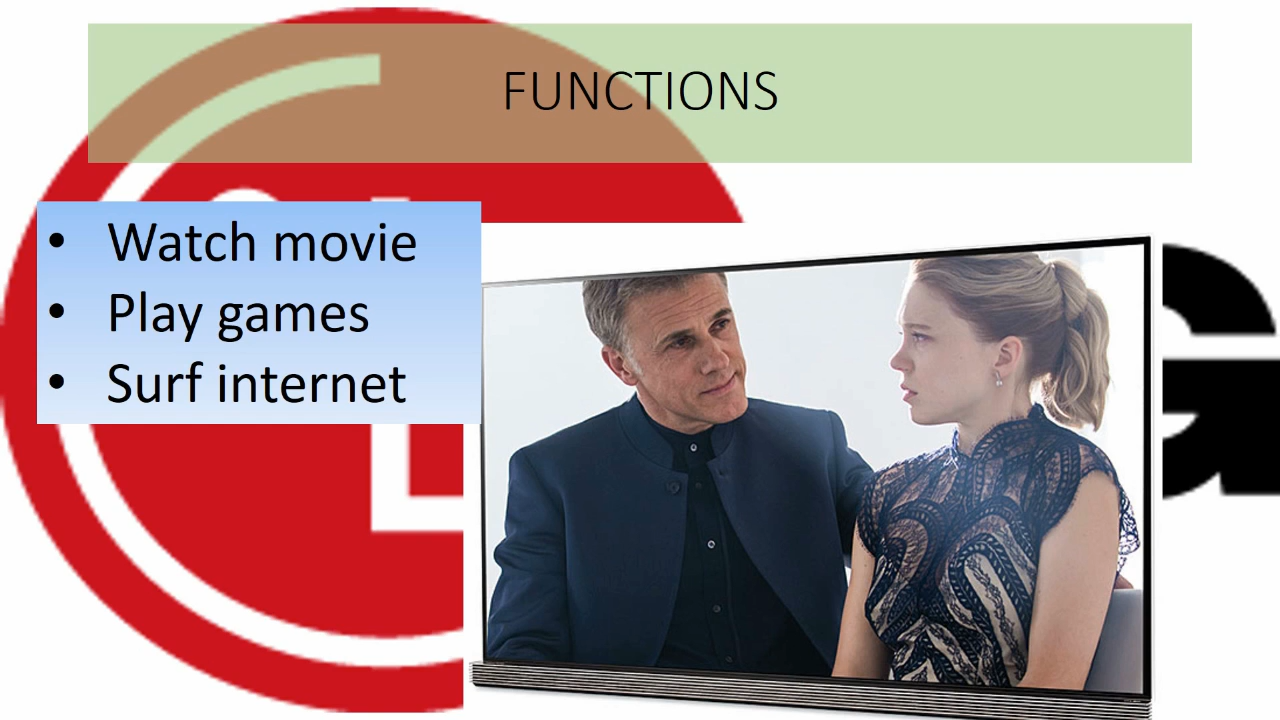 FUNCTIONS
• Watch movie
• Play games
• Surf internet